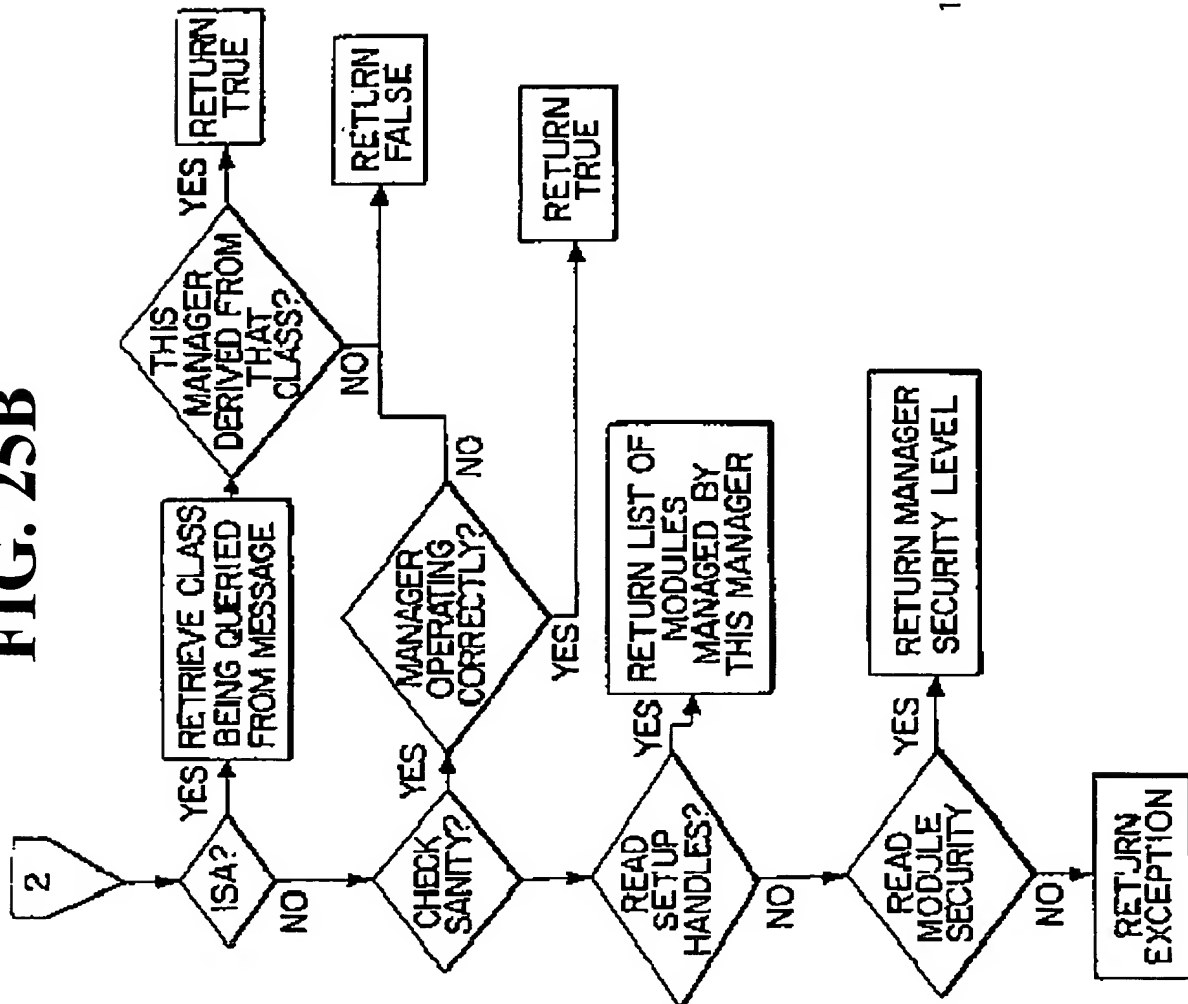 FIG. 25B
2
ISA?
YES
NO
RETRIEVE CLASS
BEING QUERIED
FROM MESSAGE
THIS
MANAGER
DERIVED FROM
THAT
CLASS?
YES
RETURN
TRUE
NO
RETURN
FALSE
CHECK
SANITY?
YES
MANAGER
OPERATING
CORRECTLY?
NO
YES
RETURN
TRUE
READ
SETUP
HANDLES?
YES
RETURN LIST OF
MODULES
MANAGED BY
THIS MANAGER
NO
READ
MODULE
SECURITY
YES
RETURN MANAGER
SECURITY LEVEL
NO
RETURN
EXCEPTION
1